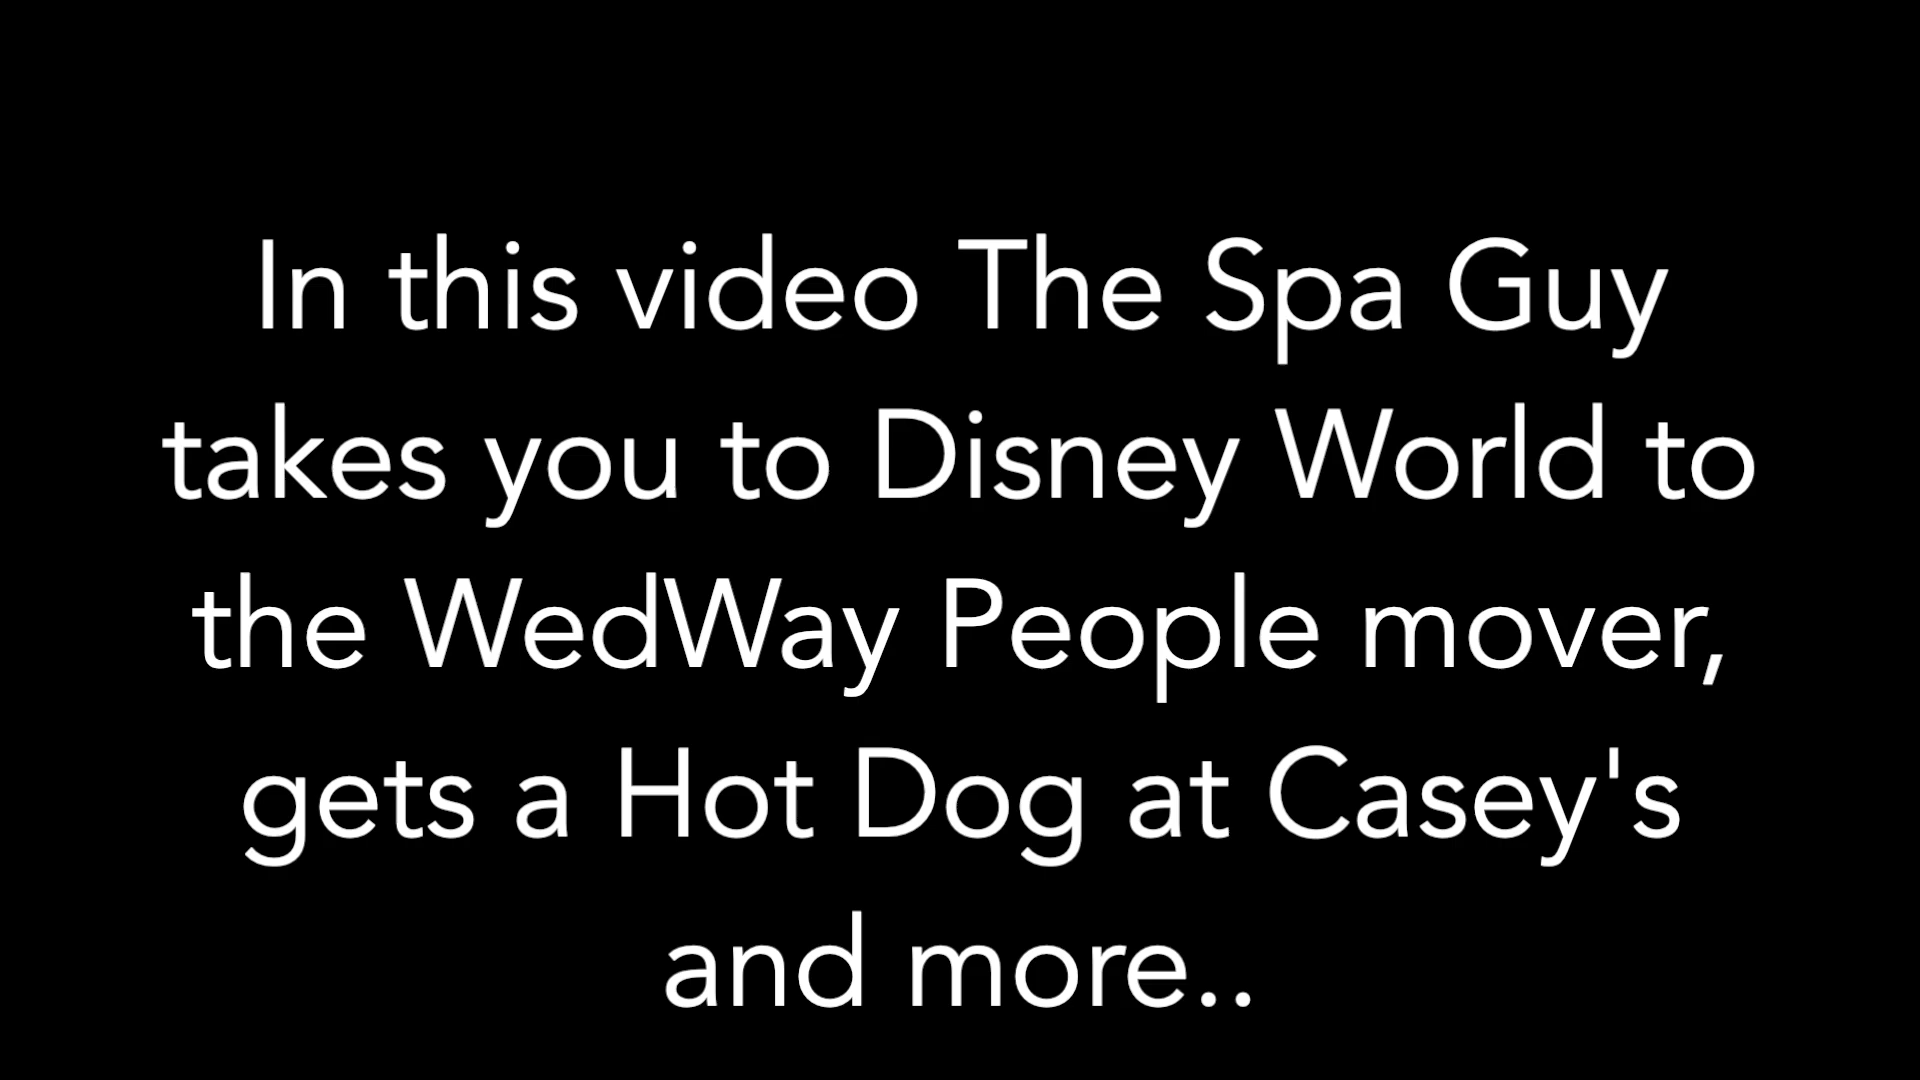 In this video The Spa Guy
takes you to Disney World to
the WedWay People mover,
gets a Hot Dog at Casey's
and more..